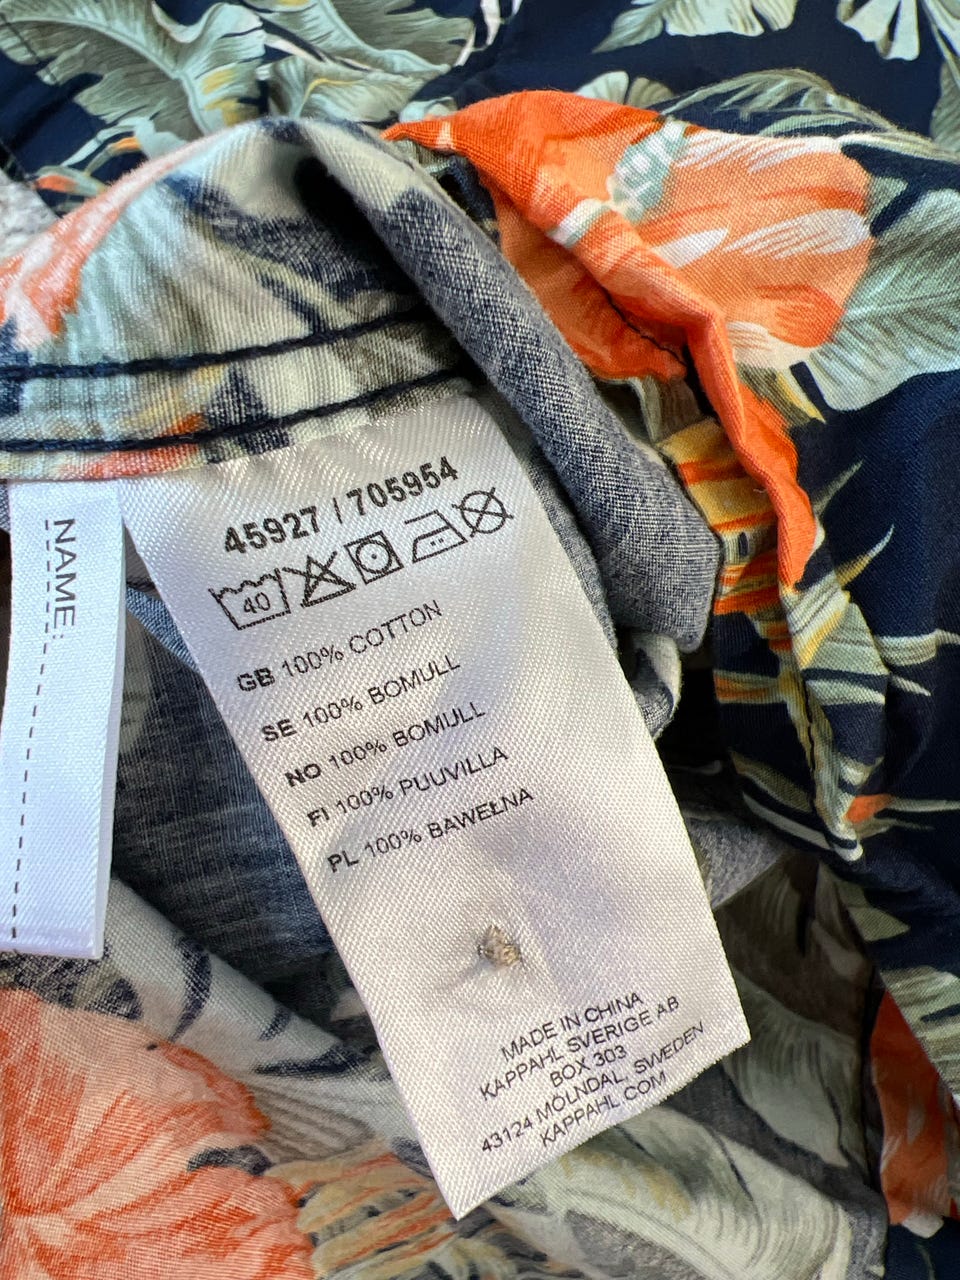 NAME:
45927 / 705954
40
GB 100% COTTON
SE 100% BOMULL
NO 100% BOMULL
FI 100% PUUVILLA
PL 100% BAWEŁNA
MADE IN CHINA
KAPPAHL SVERIGE AB
BOX 303
43124 MÖLNDAL, SWEDEN
KAPPAHL.COM